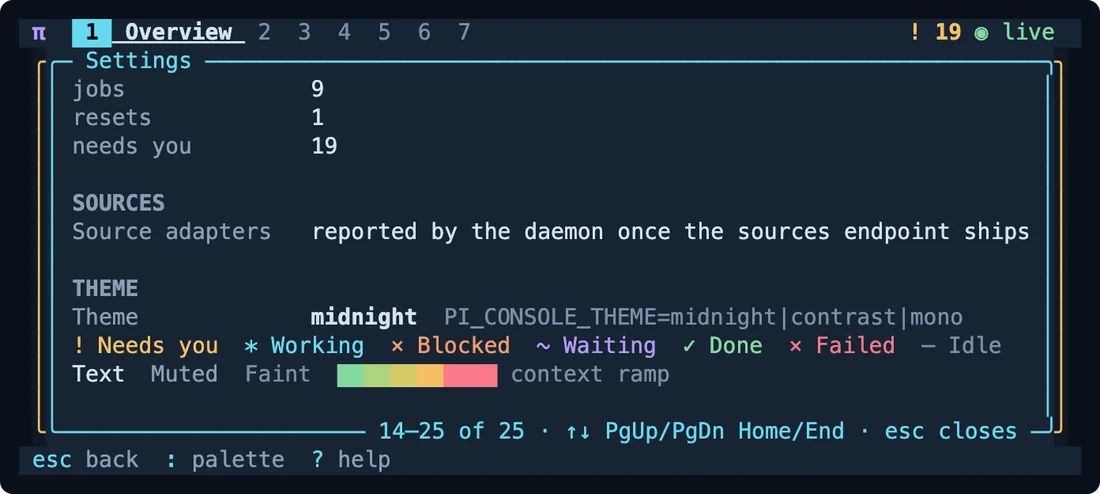 π 1 Overview 2 3 4 5 6 7 ! 19 ◉ live
Settings
jobs 9
resets 1
needs you 19
SOURCES
Source adapters reported by the daemon once the sources endpoint ships
THEME
Theme midnight PI_CONSOLE_THEME=midnight|contrast|mono
! Needs you * Working × Blocked ~ Waiting ✓ Done × Failed — Idle
Text Muted Faint context ramp
14—25 of 25 · ↑↓ PgUp/PgDn Home/End · esc closes
esc back : palette ? help